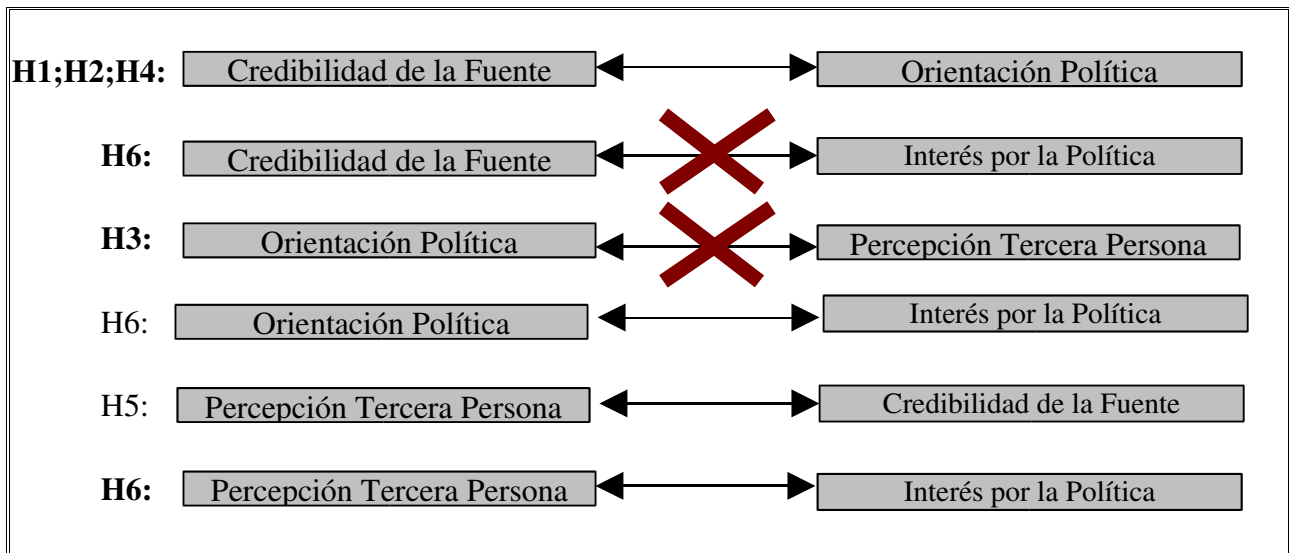 H1;H2;H4: Credibilidad de la Fuente Orientación Política
H6: Credibilidad de la Fuente Interés por la Política
H3: Orientación Política Percepción Tercera Persona
H6: Orientación Política Interés por la Política
H5: Percepción Tercera Persona Credibilidad de la Fuente
H6: Percepción Tercera Persona Interés por la Política